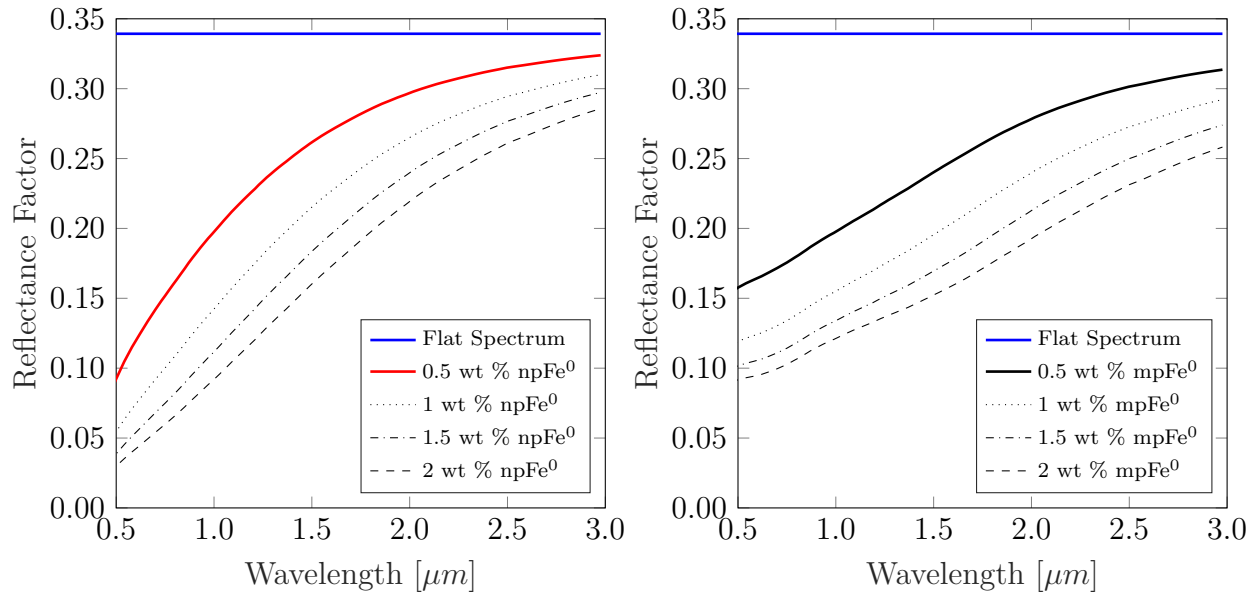 0.35
0.30
0.25
0.20
0.15
0.10
0.05
0.00
Reflectance Factor
0.5 1.0 1.5 2.0 2.5 3.0
Wavelength [μm]
Flat Spectrum
0.5 wt % npFe⁰
1 wt % npFe⁰
1.5 wt % npFe⁰
2 wt % npFe⁰
0.35
0.30
0.25
0.20
0.15
0.10
0.05
0.00
Reflectance Factor
0.5 1.0 1.5 2.0 2.5 3.0
Wavelength [μm]
Flat Spectrum
0.5 wt % mpFe⁰
1 wt % mpFe⁰
1.5 wt % mpFe⁰
2 wt % mpFe⁰